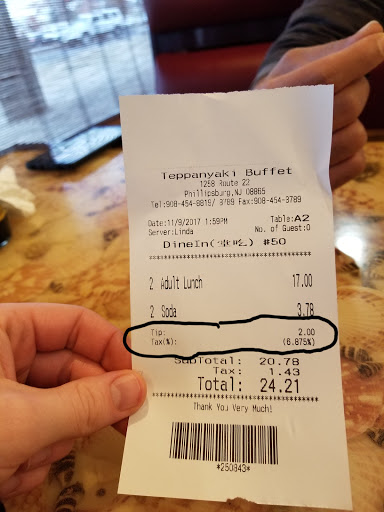 Teppanyaki Buffet
1258 Route 22
Phillipsburg,NJ 08865
Tel:908-454-8815/ 3789 Fax:908-454-3789
Date:11/9/2017 1:59PM Table:A2
Server:Linda No. of Guest:0
DineIn(堂吃) #50
2 Adult Lunch 17.00
2 Soda 3.78
Tip: 2.00
Tax(%): (6.875%)
SubTotal: 20.78
Tax: 1.43
Total: 24.21
Thank You Very Much!
*250843*